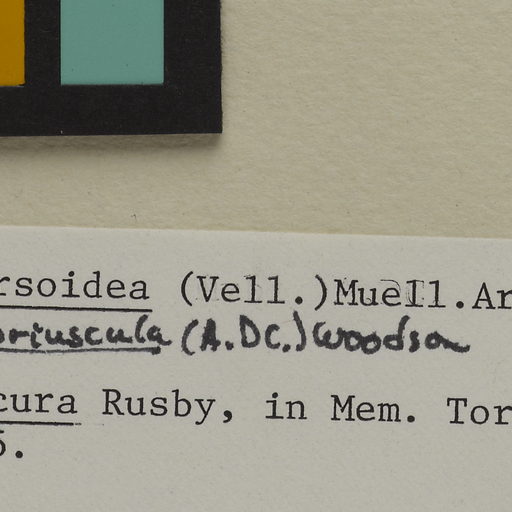 rsoidea (Vell.)Muell.Ar
oriuscula (A.DC.) Woodson
cura Rusby, in Mem. Tor
5.